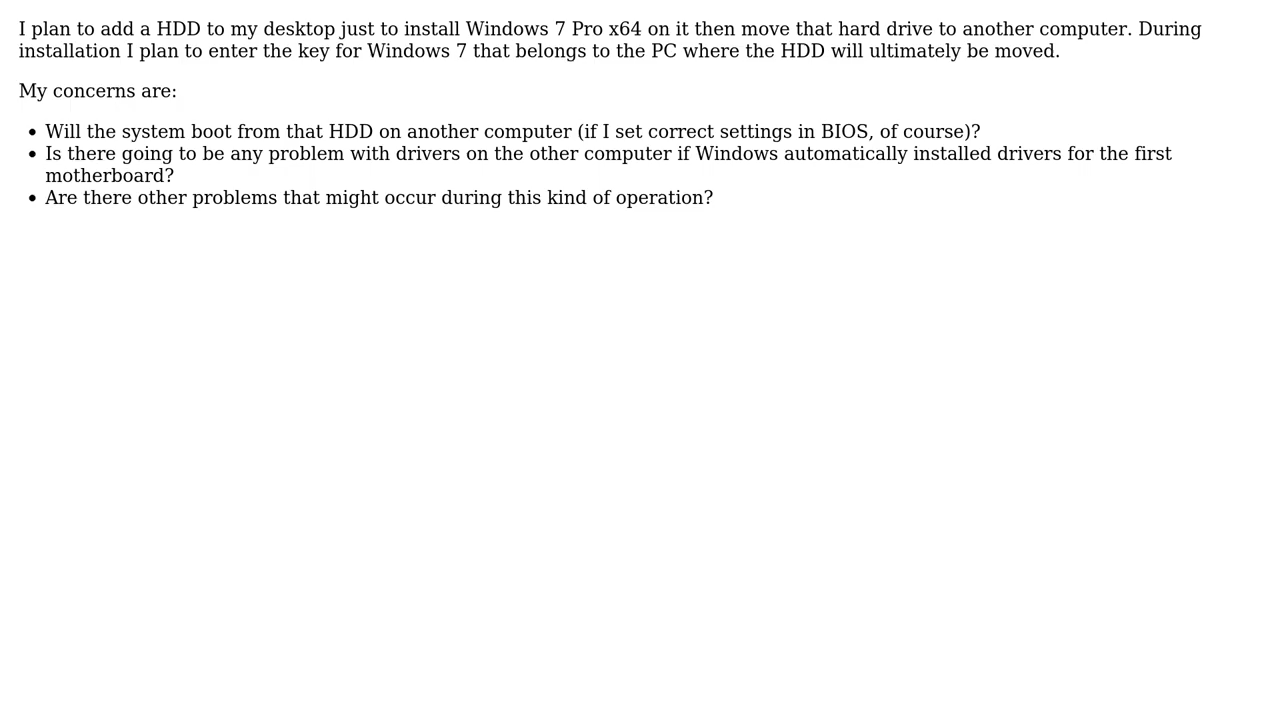 I plan to add a HDD to my desktop just to install Windows 7 Pro x64 on it then move that hard drive to another computer. During
installation I plan to enter the key for Windows 7 that belongs to the PC where the HDD will ultimately be moved.
My concerns are:
• Will the system boot from that HDD on another computer (if I set correct settings in BIOS, of course)?
• Is there going to be any problem with drivers on the other computer if Windows automatically installed drivers for the first
motherboard?
• Are there other problems that might occur during this kind of operation?